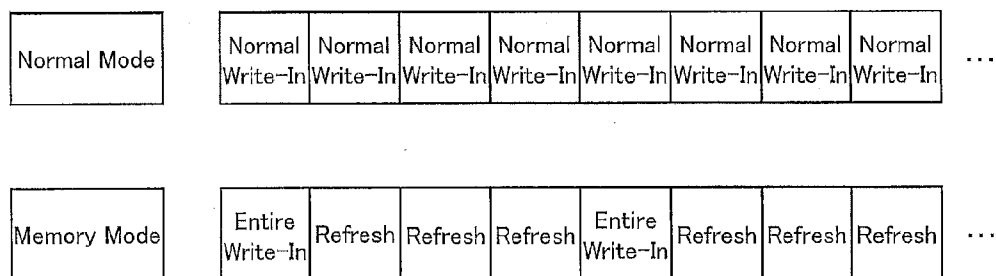 Normal Mode
Normal Normal Normal Normal Normal Normal Normal Normal
Write-In Write-In Write-In Write-In Write-In Write-In Write-In Write-In ...
Memory Mode
Entire Write-In Refresh Refresh Refresh Entire Write-In Refresh Refresh Refresh ...